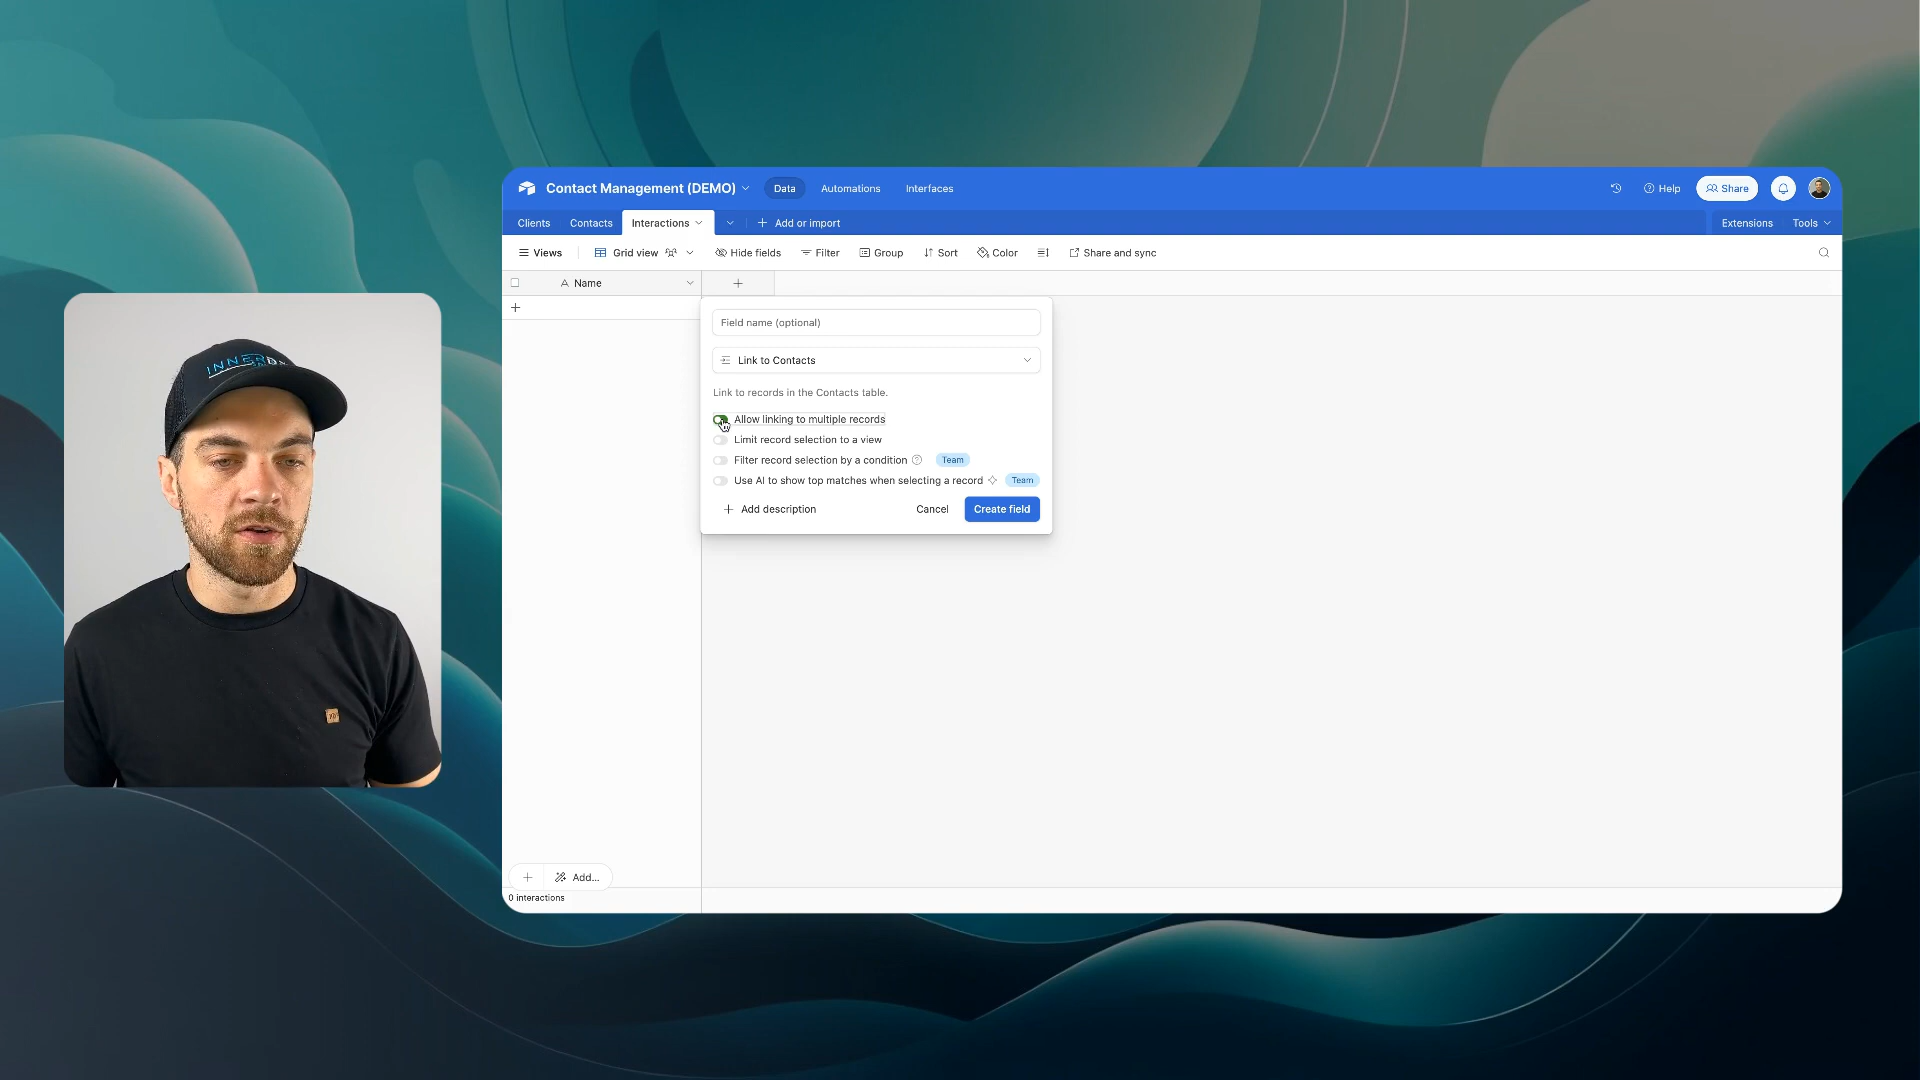 Contact Management (DEMO)
Data
Automations
Interfaces
Help
Share
Clients
Contacts
Interactions
Add or import
Extensions
Tools
Views
Grid view
Hide fields
Filter
Group
Sort
Color
Share and sync
Name
Field name (optional)
Link to Contacts
Link to records in the Contacts table.
Allow linking to multiple records
Limit record selection to a view
Filter record selection by a condition
Team
Use AI to show top matches when selecting a record
Team
Add description
Cancel
Create field
Add...
0 interactions